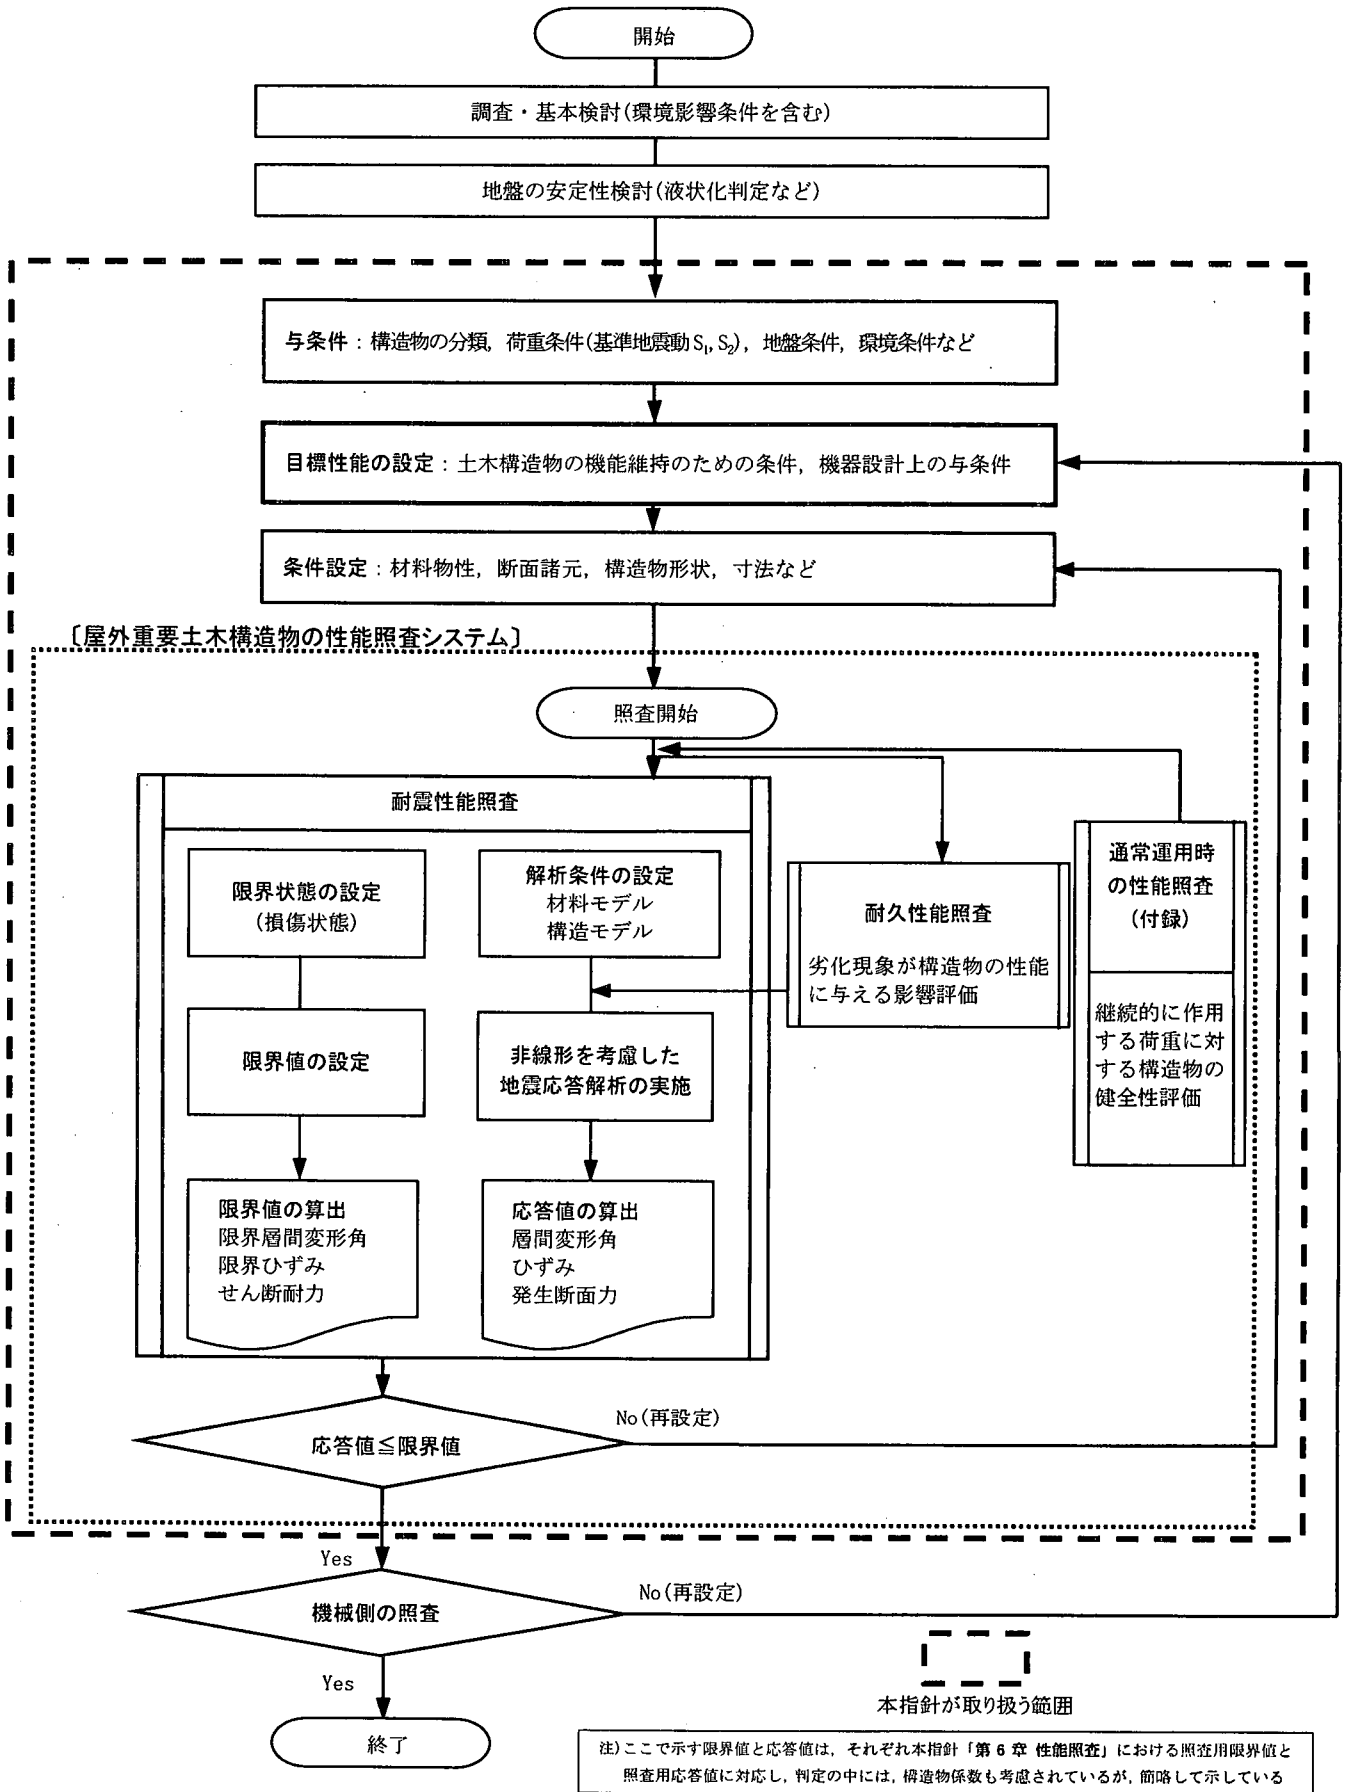 開始
調査・基本検討(環境影響条件を含む)
地盤の安定性検討(液状化判定など)
与条件：構造物の分類，荷重条件(基準地震動S₁, S₂)，地盤条件，環境条件など
目標性能の設定：土木構造物の機能維持のための条件，機器設計上の与条件
条件設定：材料物性，断面諸元，構造物形状，寸法など
〔屋外重要土木構造物の性能照査システム〕
照査開始
耐震性能照査
限界状態の設定
(損傷状態)
限界値の設定
限界値の算出
限界層間変形角
限界ひずみ
せん断耐力
解析条件の設定
材料モデル
構造モデル
非線形を考慮した
地震応答解析の実施
応答値の算出
層間変形角
ひずみ
発生断面力
耐久性能照査
劣化現象が構造物の性能
に与える影響評価
通常運用時
の性能照査
(付録)
継続的に作用
する荷重に対
する構造物の
健全性評価
応答値≦限界値
No(再設定)
Yes
機械側の照査
No(再設定)
Yes
終了
本指針が取り扱う範囲
注)ここで示す限界値と応答値は，それぞれ本指針「第６章 性能照査」における照査用限界値と
照査用応答値に対応し，判定の中には，構造物係数も考慮されているが，簡略して示している